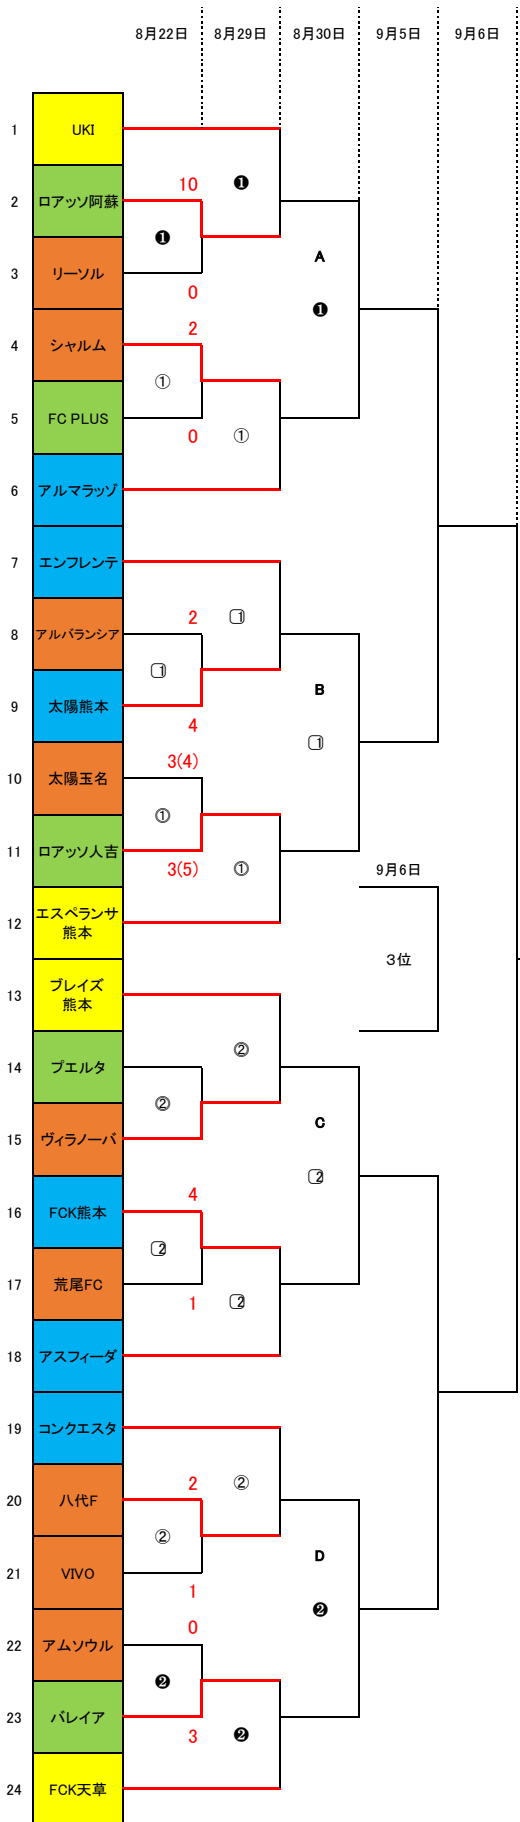 8月22日 8月29日 8月30日 9月5日 9月6日
1 UKI
10 ❶
2 ロアッソ阿蘇
❶ A
3 リーソル
0 ❶
2
4 シャルム
①
5 FC PLUS
0 ①
6 アルマラッゾ
7 エンフレンテ
2 1
8 アルバランシア
1 B
9 太陽熊本
4 1
3(4)
10 太陽玉名
①
11 ロアッソ人吉
3(5) ① 9月6日
12 エスペランサ
熊本
3位
13 ブレイズ
熊本
②
14 プエルタ
② C
15 ヴィラノーバ
2
4
16 FCK熊本
2
17 荒尾FC
1 2
18 アスフィーダ
19 コンクエスタ
2 ②
20 八代F
② D
21 VIVO
1 ❷
0
22 アムソウル
❷
23 バレイア
3 ❷
24 FCK天草